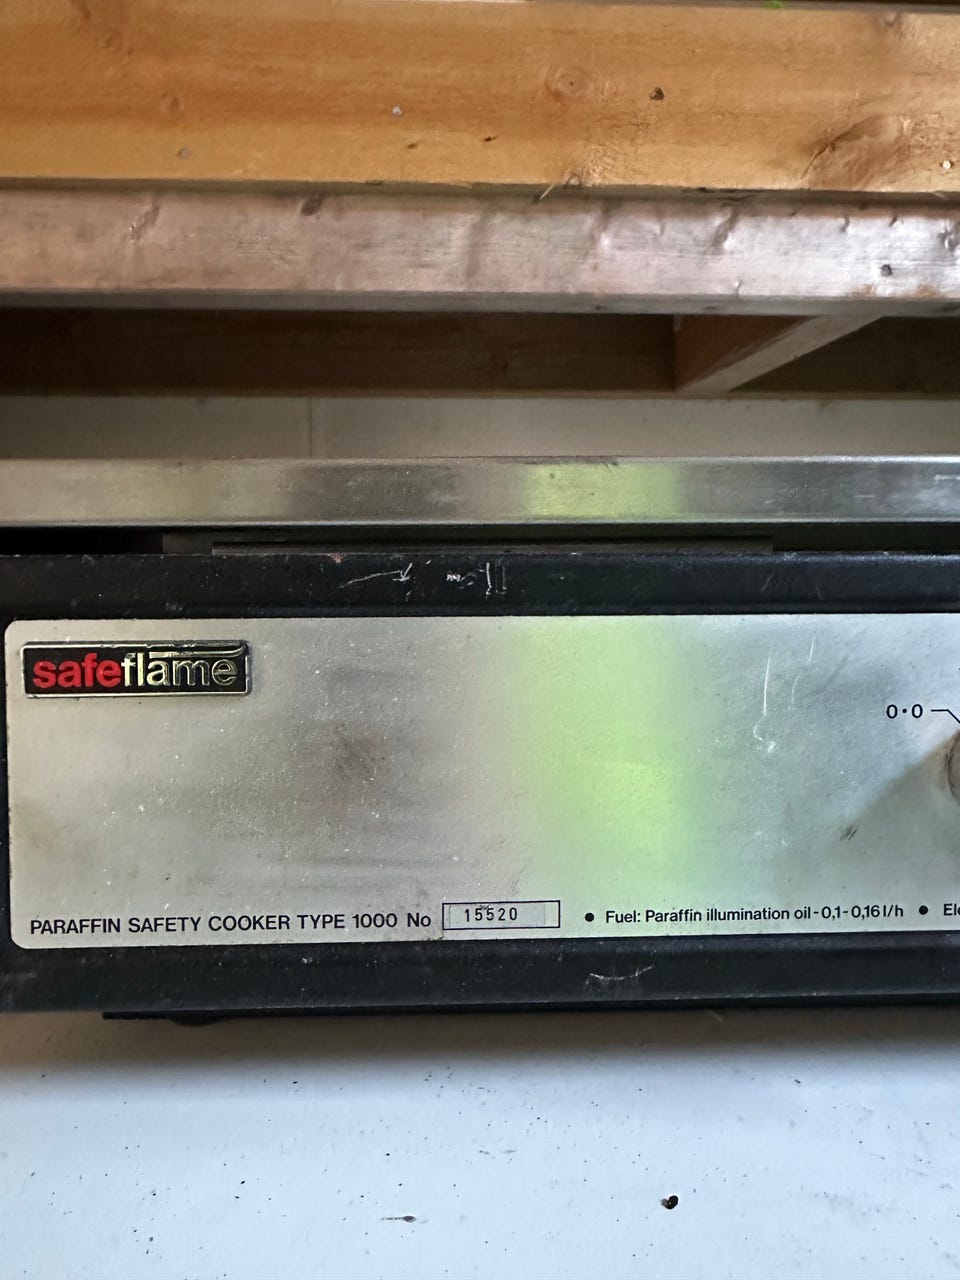 safeflame
0·0
PARAFFIN SAFETY COOKER TYPE 1000 No 15520 • Fuel: Paraffin illumination oil-0,1-0,16 l/h •